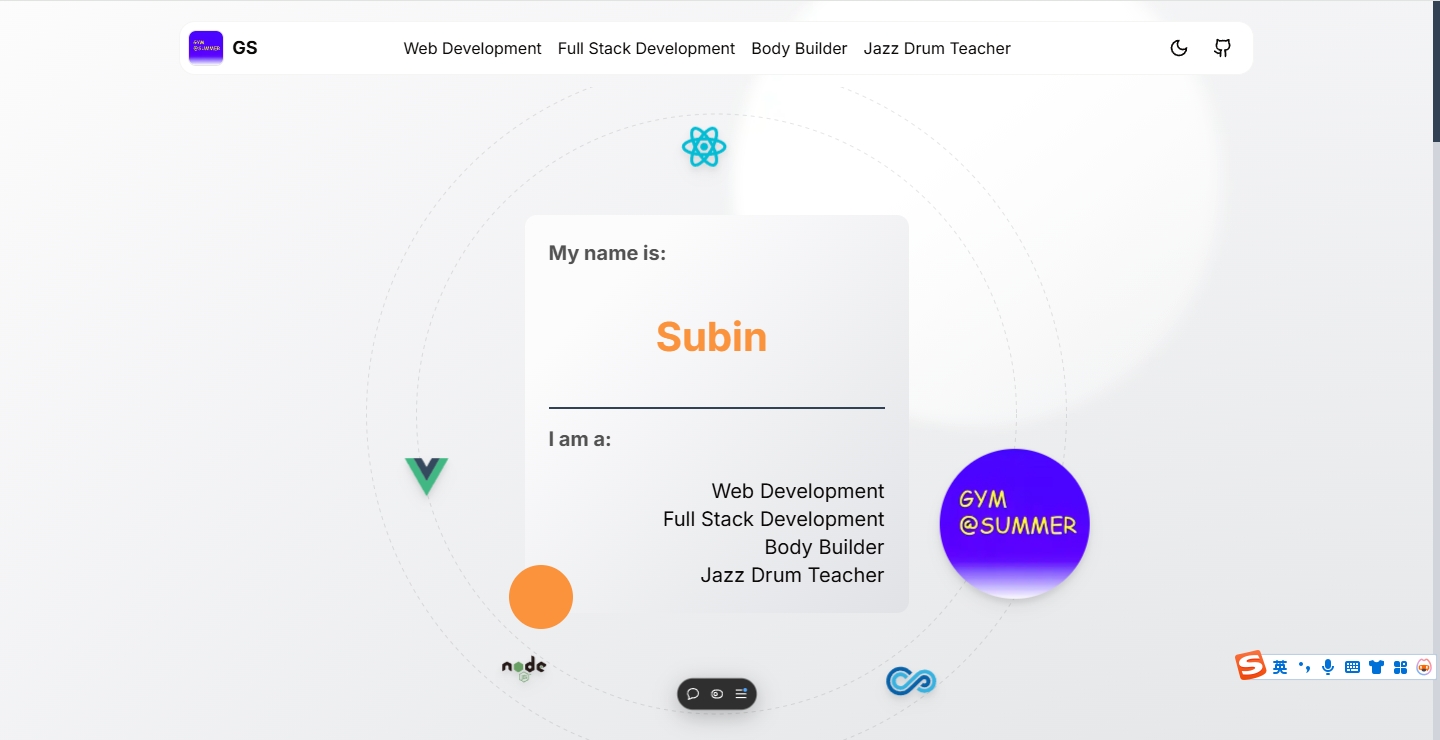 GYM
@SUMMER
GS
Web Development Full Stack Development Body Builder Jazz Drum Teacher
My name is:
Subin
I am a:
Web Development
Full Stack Development
Body Builder
Jazz Drum Teacher
GYM
@SUMMER
node
JS
S 英